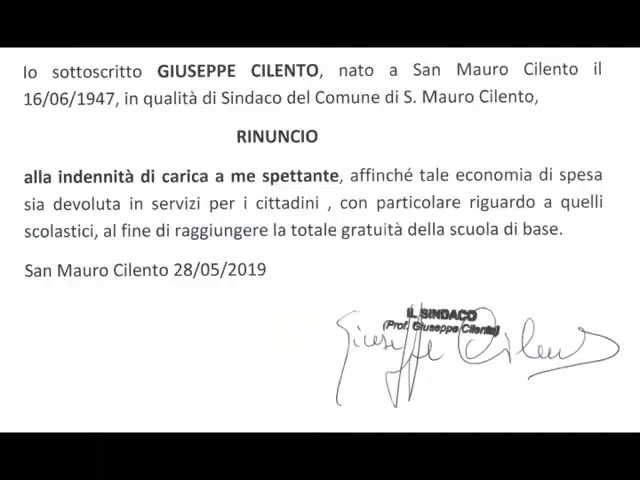 Io sottoscritto GIUSEPPE CILENTO, nato a San Mauro Cilento il
16/06/1947, in qualità di Sindaco del Comune di S. Mauro Cilento,
RINUNCIO
alla indennità di carica a me spettante, affinché tale economia di spesa
sia devoluta in servizi per i cittadini , con particolare riguardo a quelli
scolastici, al fine di raggiungere la totale gratuità della scuola di base.
San Mauro Cilento 28/05/2019
IL SINDACO
(Prof. Giuseppe Cilento)
Giuseppe Cilento